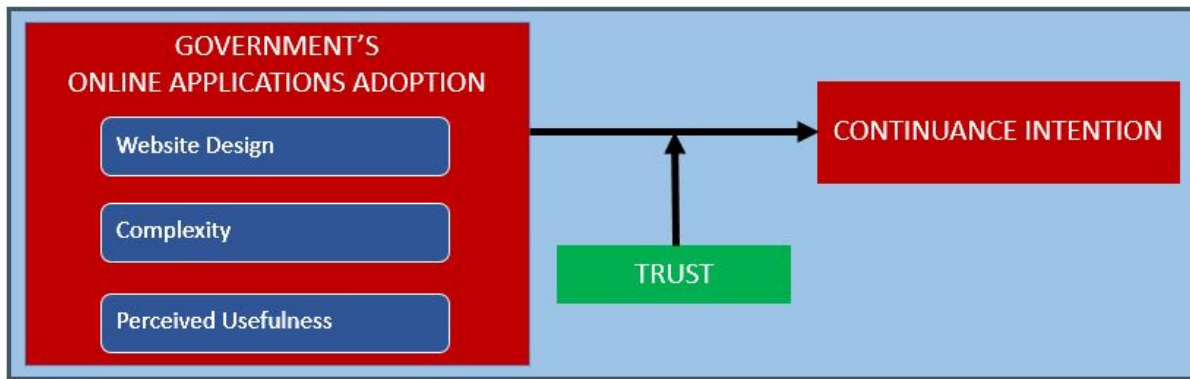 GOVERNMENT'S
ONLINE APPLICATIONS ADOPTION
Website Design
Complexity
Perceived Usefulness
TRUST
CONTINUANCE INTENTION